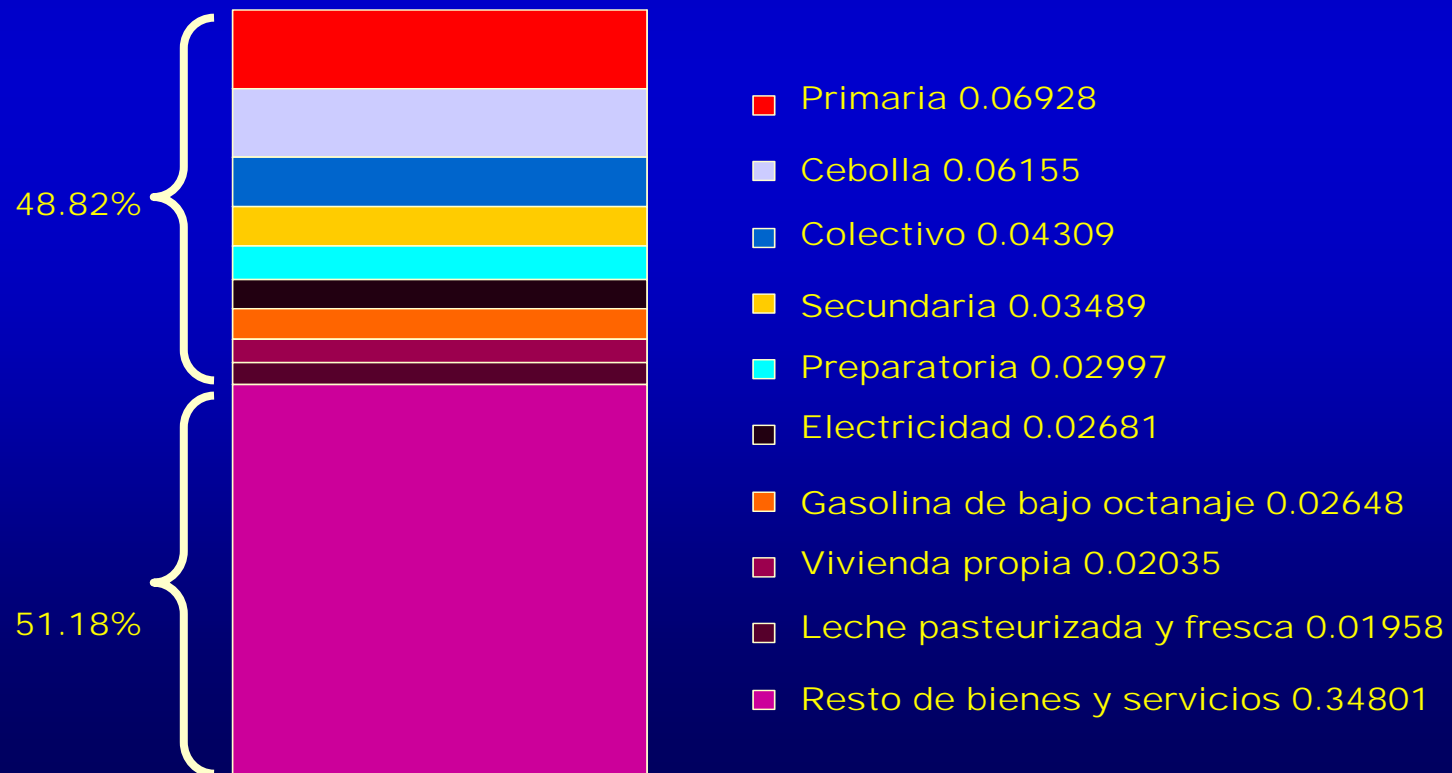 48.82%
51.18%
Primaria 0.06928
Cebolla 0.06155
Colectivo 0.04309
Secundaria 0.03489
Preparatoria 0.02997
Electricidad 0.02681
Gasolina de bajo octanaje 0.02648
Vivienda propia 0.02035
Leche pasteurizada y fresca 0.01958
Resto de bienes y servicios 0.34801